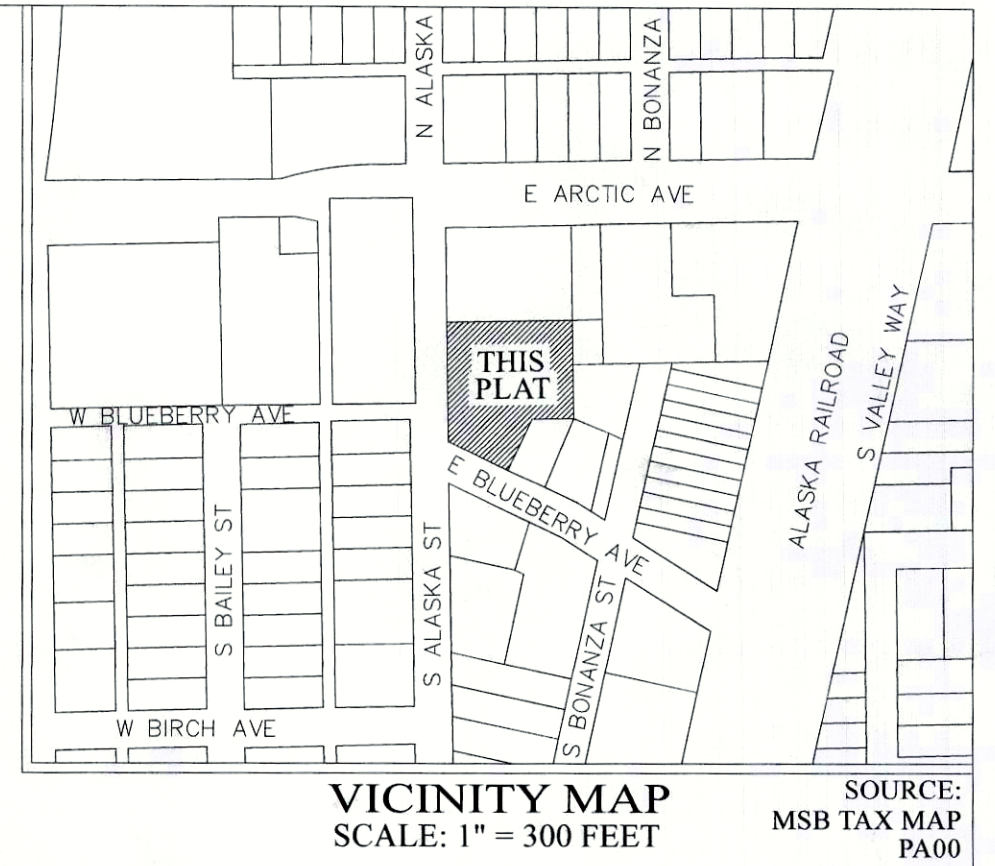 N ALASKA
N BONANZA
E ARCTIC AVE
THIS
PLAT
ALASKA RAILROAD
S VALLEY WAY
W BLUEBERRY AVE
E BLUEBERRY AVE
S BAILEY ST
S ALASKA ST
S BONANZA ST
W BIRCH AVE
VICINITY MAP
SCALE: 1" = 300 FEET
SOURCE:
MSB TAX MAP
PA00